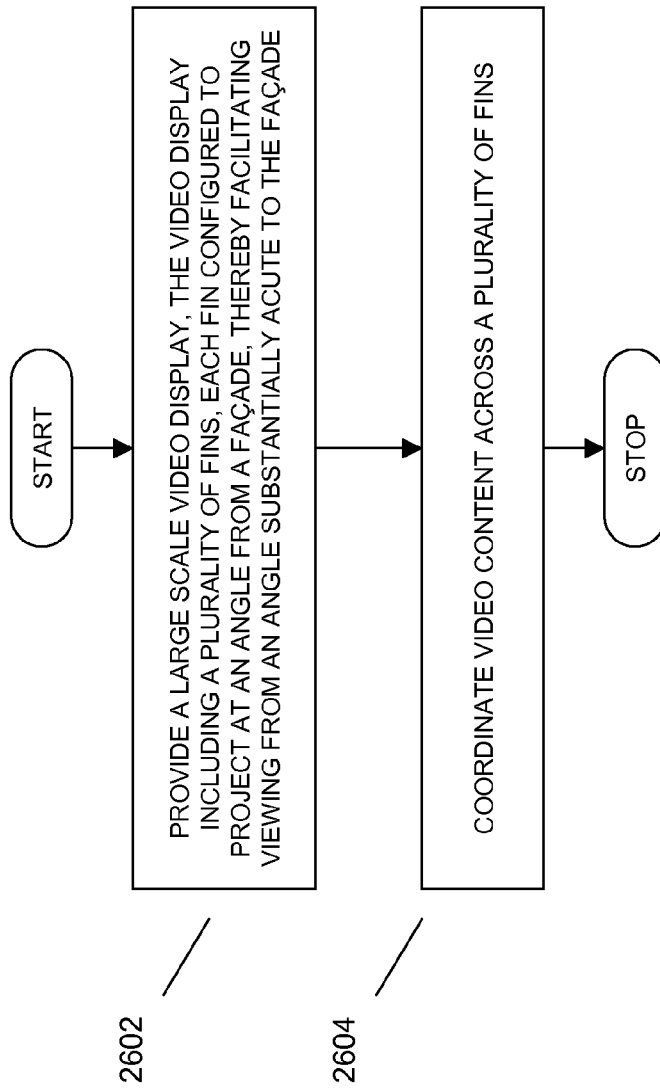 START
PROVIDE A LARGE SCALE VIDEO DISPLAY, THE VIDEO DISPLAY
INCLUDING A PLURALITY OF FINS, EACH FIN CONFIGURED TO
PROJECT AT AN ANGLE FROM A FAÇADE, THEREBY FACILITATING
VIEWING FROM AN ANGLE SUBSTANTIALLY ACUTE TO THE FAÇADE
2602
COORDINATE VIDEO CONTENT ACROSS A PLURALITY OF FINS
2604
STOP